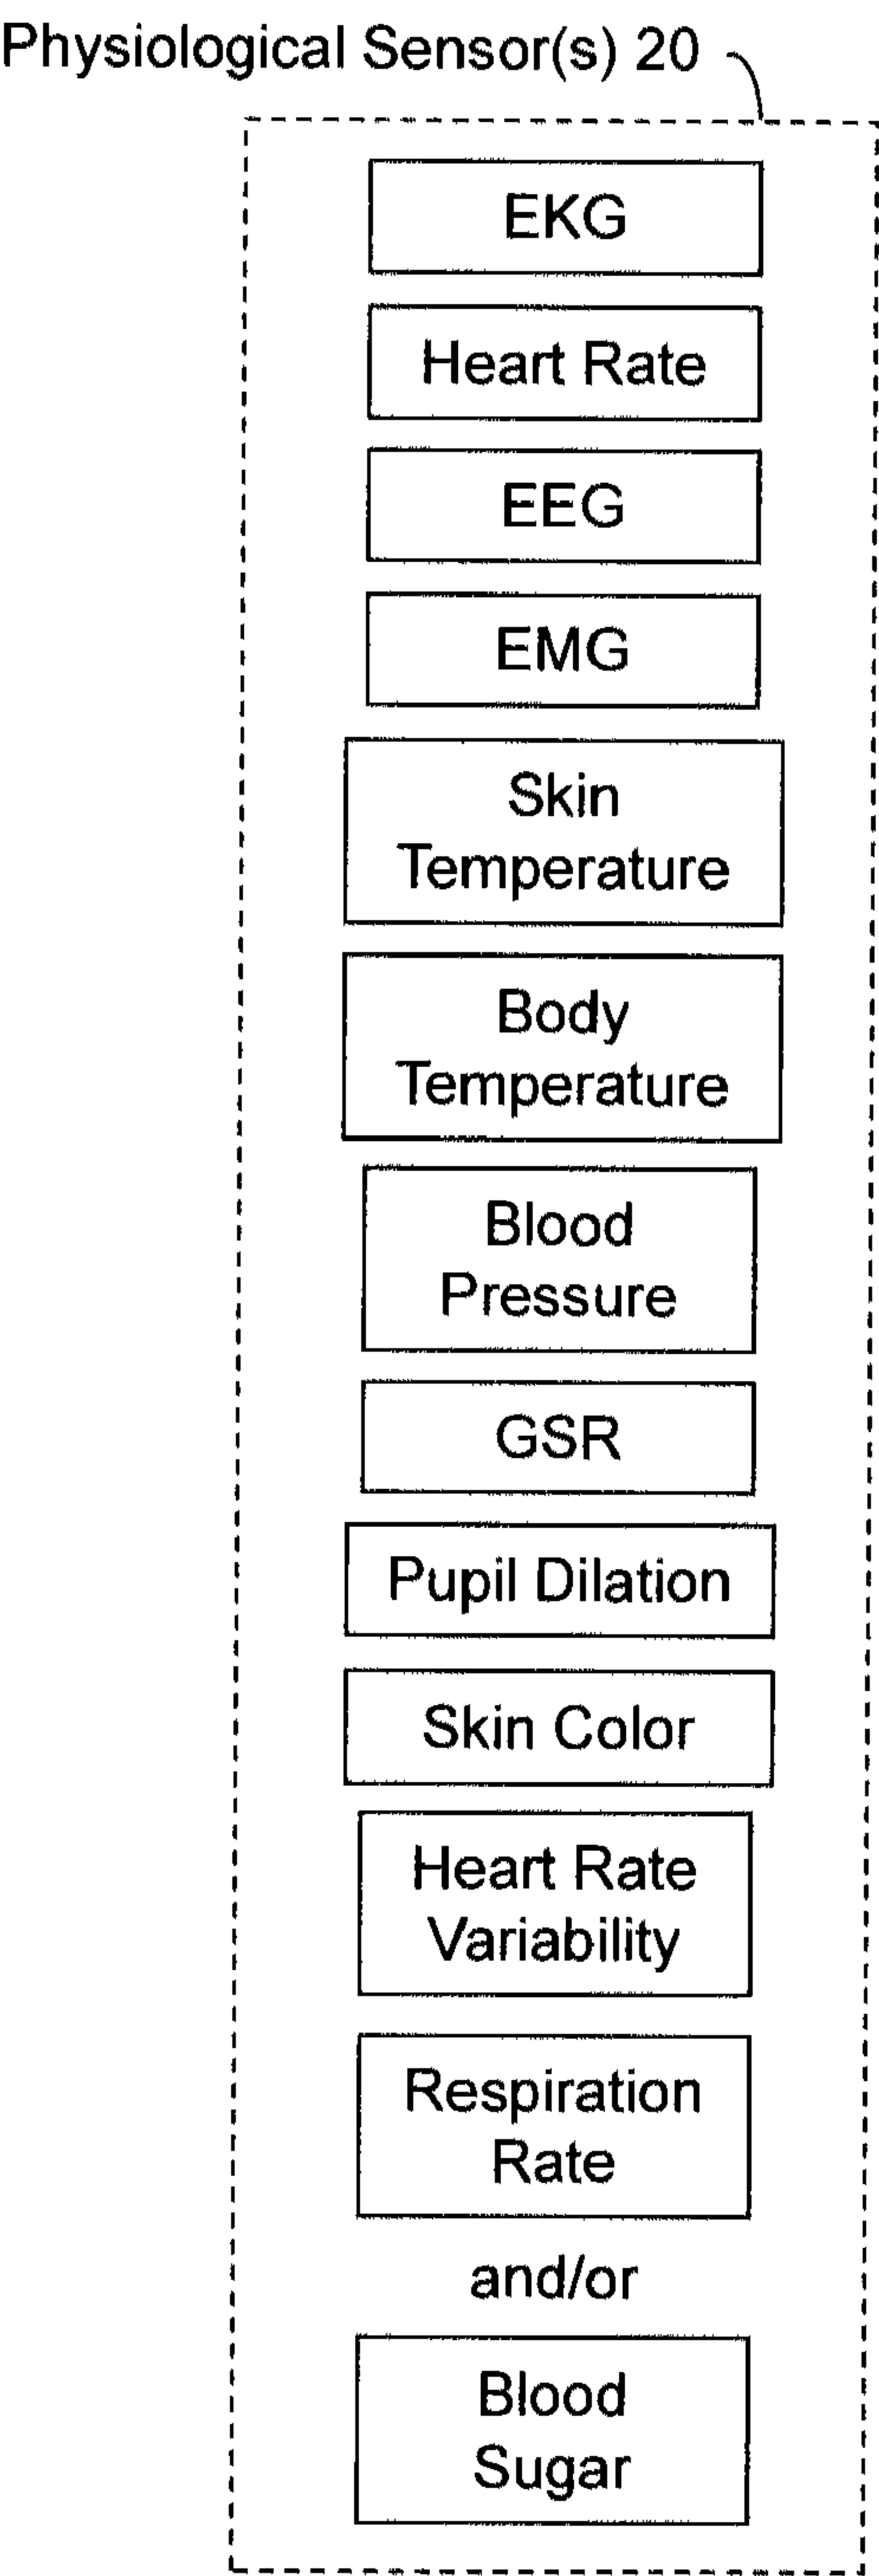 Physiological Sensor(s) 20
EKG
Heart Rate
EEG
EMG
Skin
Temperature
Body
Temperature
Blood
Pressure
GSR
Pupil Dilation
Skin Color
Heart Rate
Variability
Respiration
Rate
and/or
Blood
Sugar